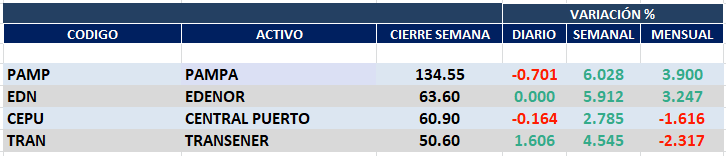 VARIACIÓN %
CODIGO ACTIVO CIERRE SEMANA DIARIO SEMANAL MENSUAL
PAMP PAMPA 134.55 -0.701 6.028 3.900
EDN EDENOR 63.60 0.000 5.912 3.247
CEPU CENTRAL PUERTO 60.90 -0.164 2.785 -1.616
TRAN TRANSENER 50.60 1.606 4.545 -2.317